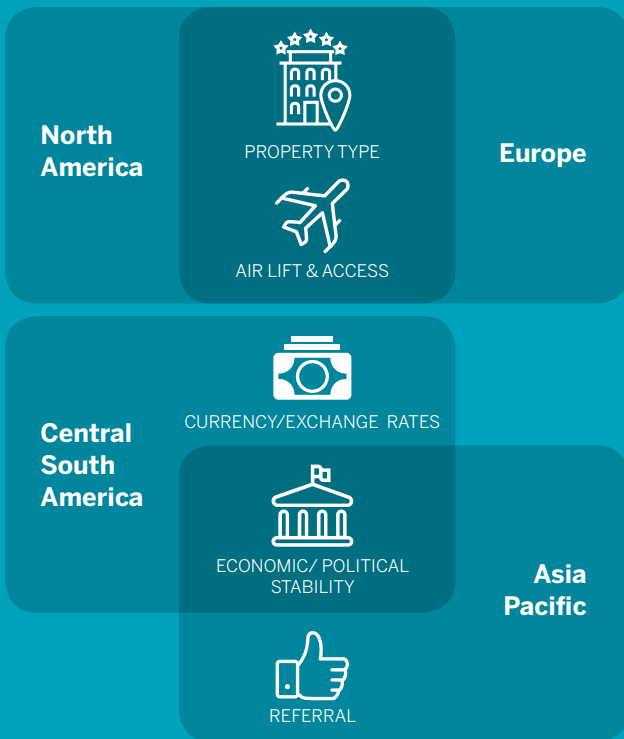 North
America
PROPERTY TYPE
Europe
AIR LIFT & ACCESS
CURRENCY/EXCHANGE RATES
Central
South
America
ECONOMIC/ POLITICAL
STABILITY
Asia
Pacific
REFERRAL